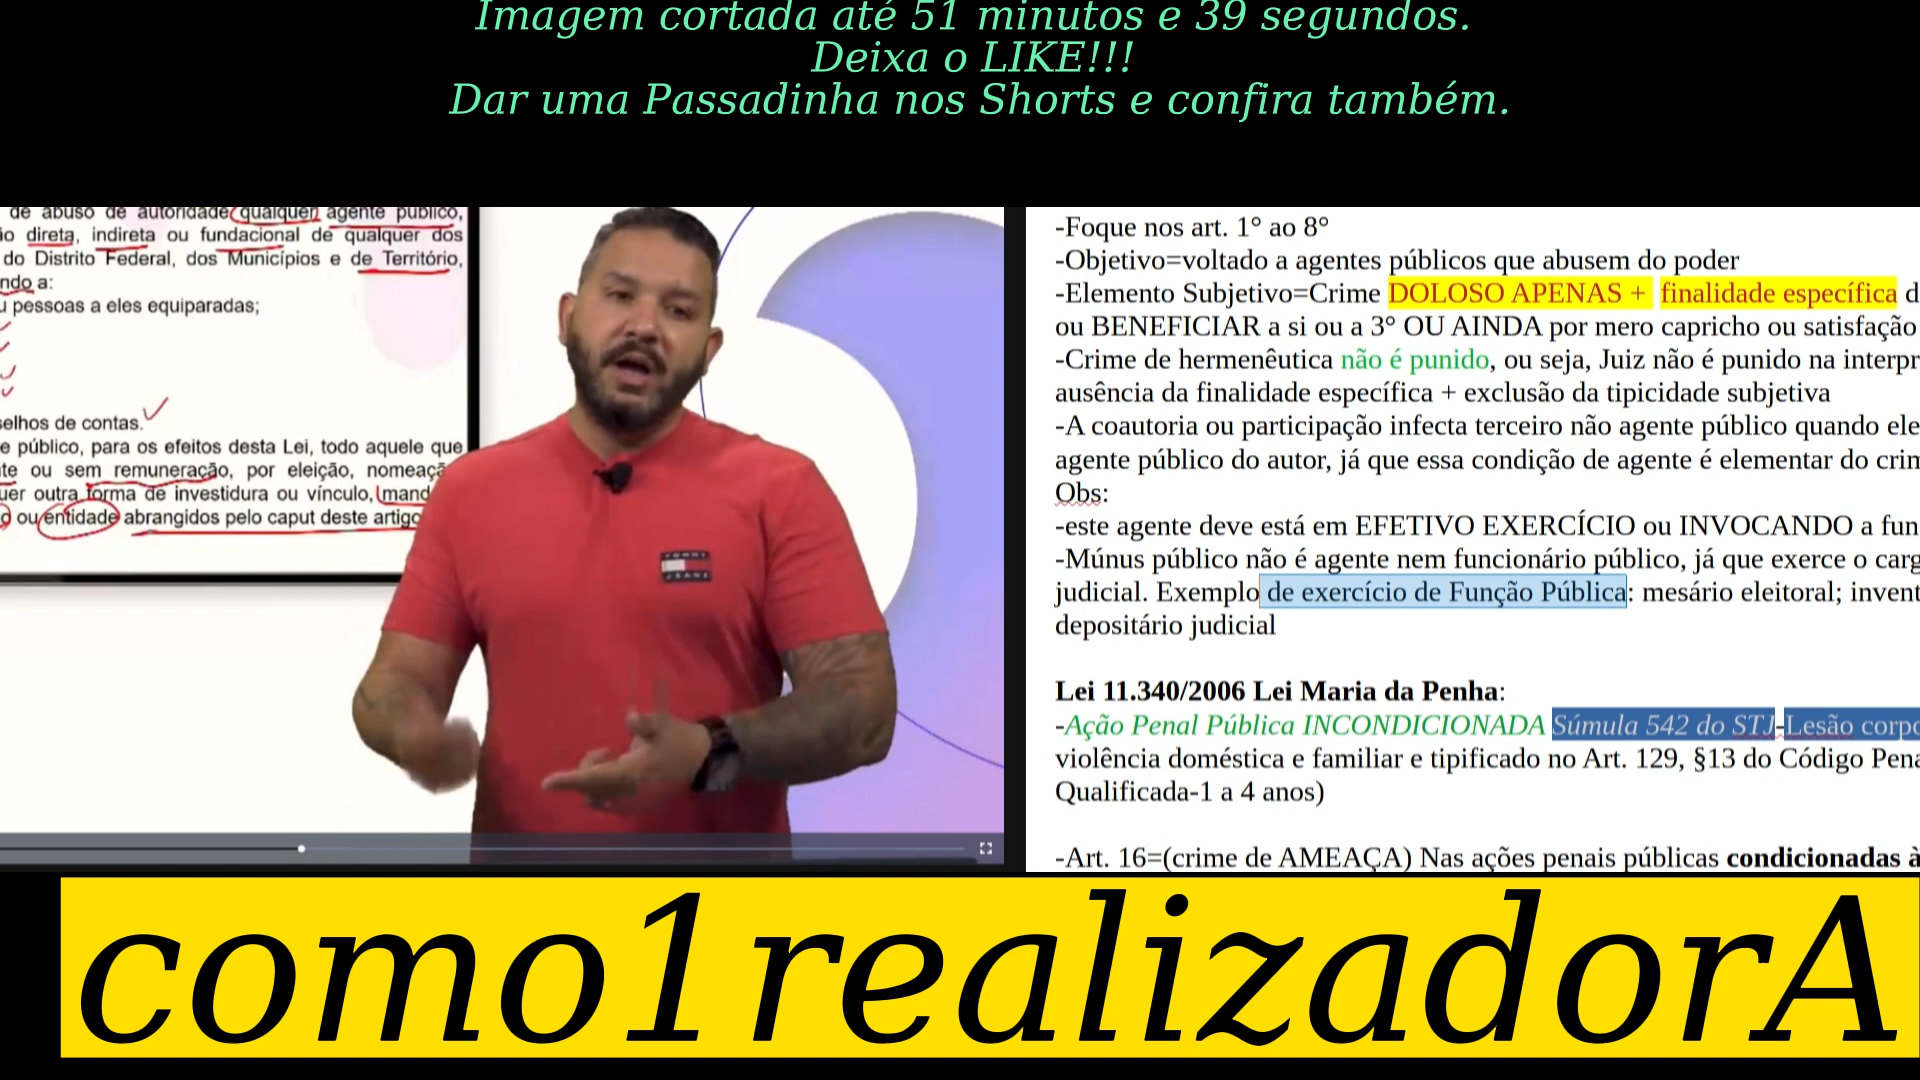 Imagem cortada até 51 minutos e 39 segundos.
Deixa o LIKE!!!
Dar uma Passadinha nos Shorts e confira também.
de abuso de autoridade qualquer agente público,
direta, indireta ou fundacional de qualquer dos
do Distrito Federal, dos Municípios e de Território,
a:
pessoas a eles equiparadas;
de contas.
e público, para os efeitos desta Lei, todo aquele que
ou sem remuneração, por eleição,
outra forma de investidura ou vínculo,
ou entidade abrangidos pelo caput deste artigo
TOMMY
JEANS
-Foque nos art. 1° ao 8°
-Objetivo=voltado a agentes públicos que abusem do poder
-Elemento Subjetivo=Crime DOLOSO APENAS + finalidade específica d
ou BENEFICIAR a si ou a 3° OU AINDA por mero capricho ou satisfação
-Crime de hermenêutica não é punido, ou seja, Juiz não é punido na interpr
ausência da finalidade específica + exclusão da tipicidade subjetiva
-A coautoria ou participação infecta terceiro não agente público quando ele
agente público do autor, já que essa condição de agente é elementar do crim
Obs:
-este agente deve está em EFETIVO EXERCÍCIO ou INVOCANDO a fun
-Múnus público não é agente nem funcionário público, já que exerce o carg
judicial. Exemplo de exercício de Função Pública: mesário eleitoral; invent
depositário judicial
Lei 11.340/2006 Lei Maria da Penha:
-Ação Penal Pública INCONDICIONADA Súmula 542 do STJ-Lesão corpo
violência doméstica e familiar e tipificado no Art. 129, §13 do Código Pena
Qualificada-1 a 4 anos)
-Art. 16=(crime de AMEAÇA) Nas ações penais públicas condicionadas à
como1realizadorA